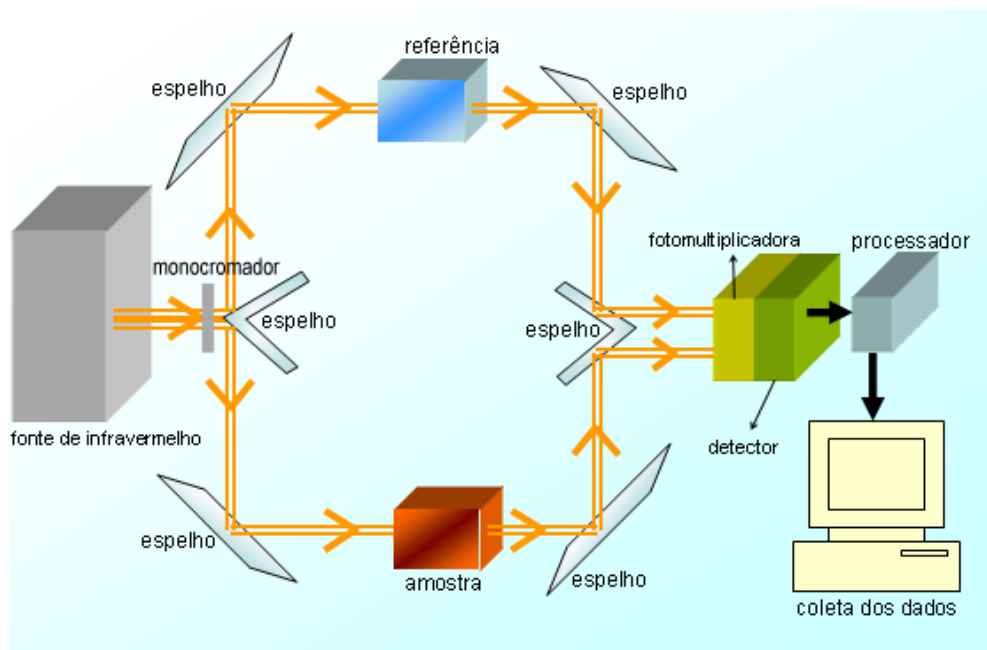 referência
espelho
espelho
fotomultiplicadora
processador
monocromador
espelho
espelho
fonte de infravermelho
detector
espelho
amostra
espelho
coleta dos dados